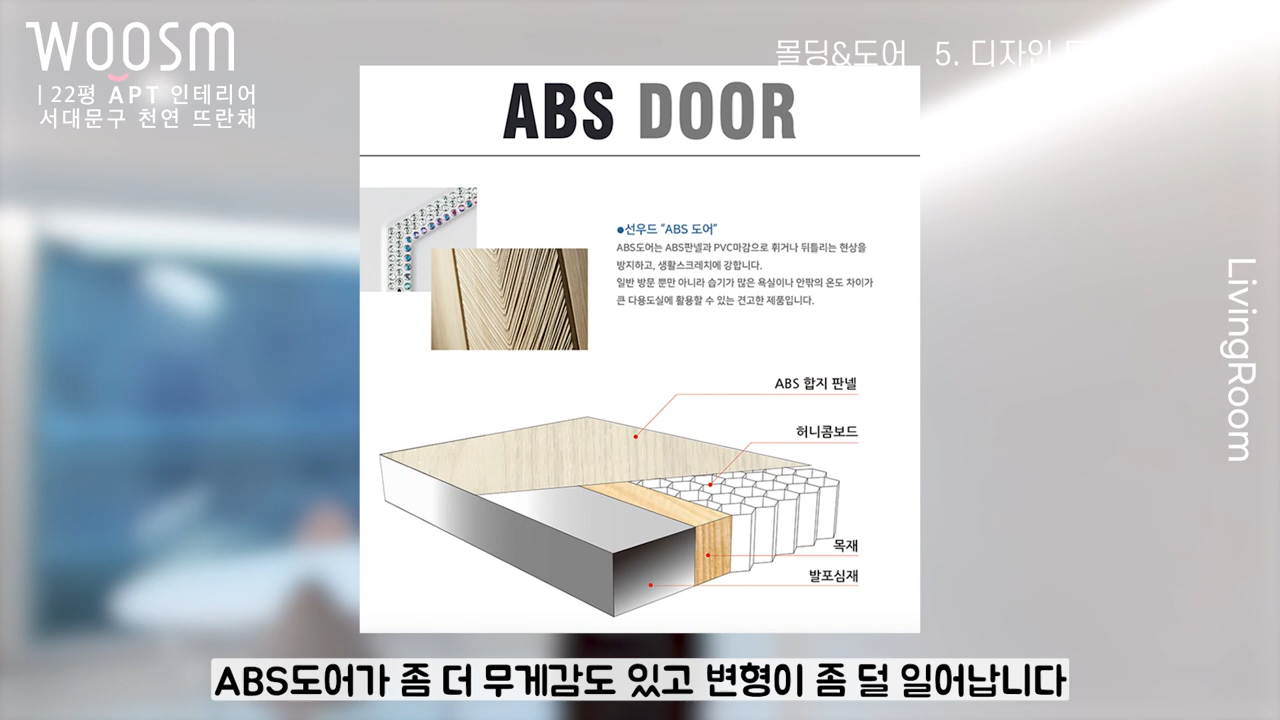 WOOSM
| 22평 APT 인테리어
서대문구 천연 뜨란채
몰딩&도어 5. 디자인
ABS DOOR
●선우드 “ABS 도어”
ABS도어는 ABS판넬과 PVC마감으로 휘거나 뒤틀리는 현상을
방지하고, 생활스크레치에 강합니다.
일반 방문 뿐만 아니라 습기가 많은 욕실이나 안팎의 온도 차이가
큰 다용도실에 활용할 수 있는 견고한 제품입니다.
ABS 합지 판넬
허니콤보드
목재
발포심재
LivingRoom
ABS도어가 좀 더 무게감도 있고 변형이 좀 덜 일어납니다